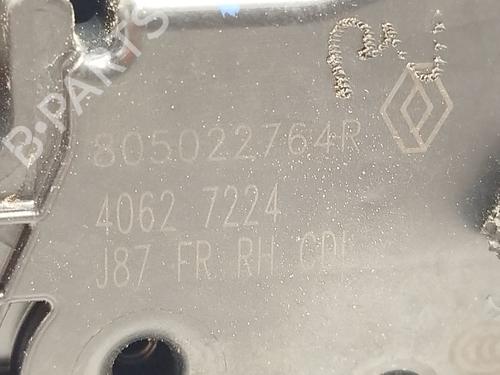 B-PARTS
805022764R
4062 7224
J87 FR RH CDL